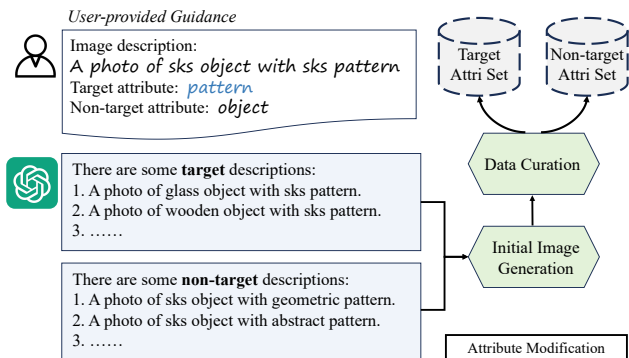 User-provided Guidance
Image description:
A photo of sks object with sks pattern
Target attribute: pattern
Non-target attribute: object
Target
Attri Set
Non-target
Attri Set
Data Curation
There are some target descriptions:
1. A photo of glass object with sks pattern.
2. A photo of wooden object with sks pattern.
3. ……
Initial Image
Generation
There are some non-target descriptions:
1. A photo of sks object with geometric pattern.
2. A photo of sks object with abstract pattern.
3. ……
Attribute Modification